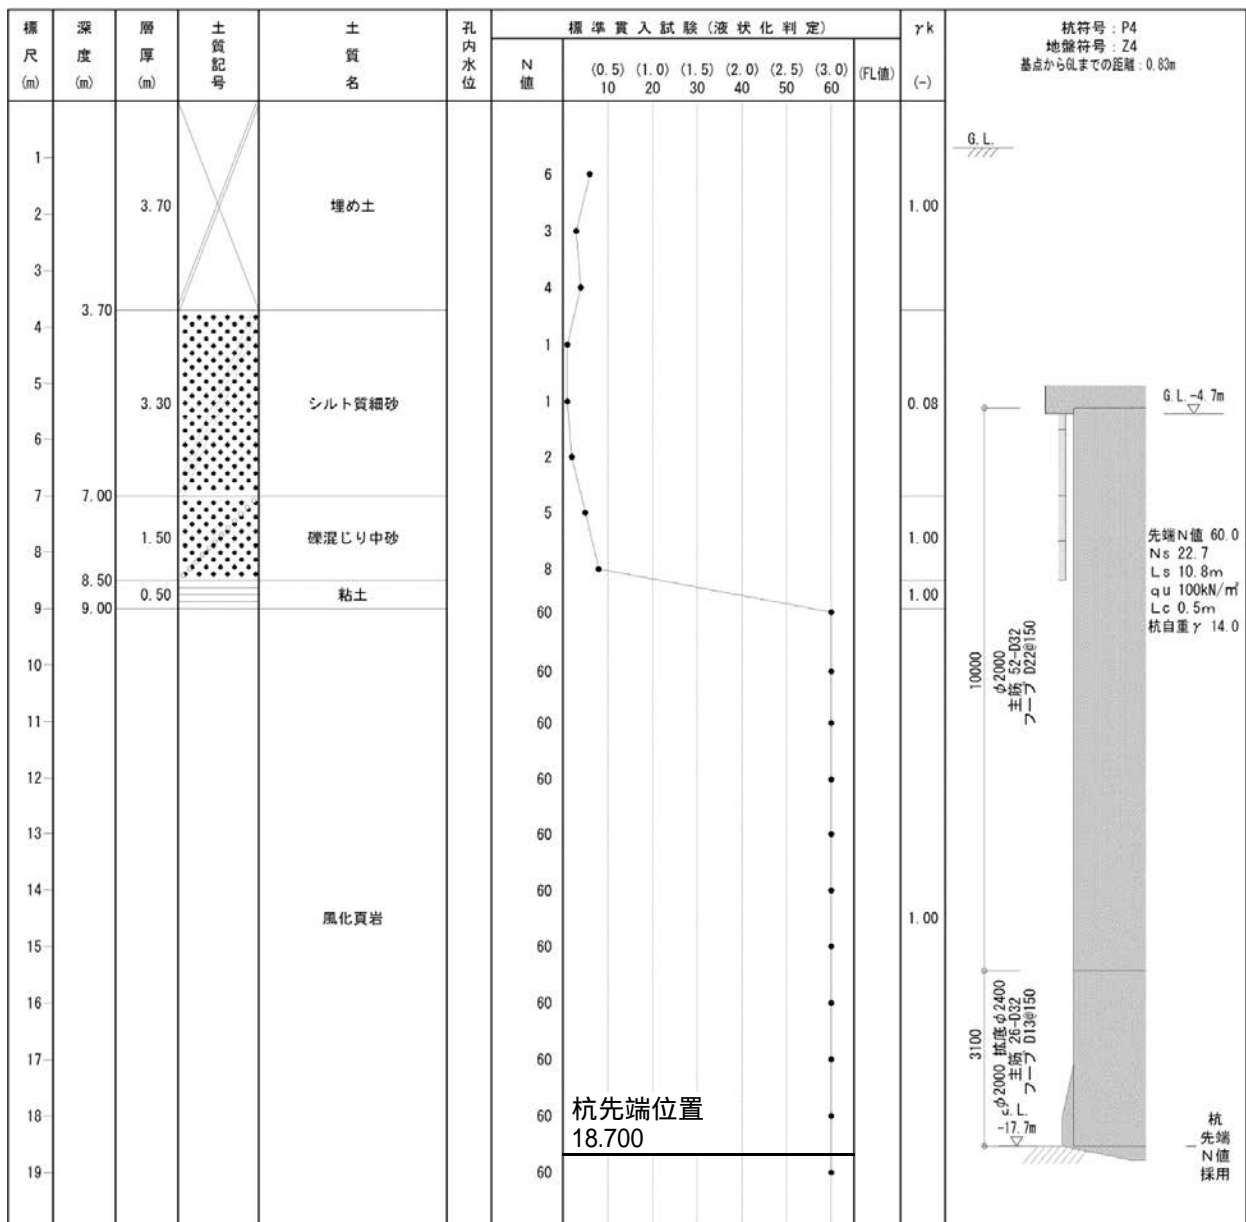 標尺(m)
深度(m)
層厚(m)
土質記号
土質名
孔内水位
標準貫入試験(液状化判定)
N値
(0.5) (1.0) (1.5) (2.0) (2.5) (3.0)
10 20 30 40 50 60
(FL値)
γk
(-)
杭符号:P4
地盤符号:Z4
基点からGLまでの距離:0.83m
G.L.
1
6
3.70
埋め土
1.00
2
3
3
4
3.70
4
1
5
1
3.30
シルト質細砂
0.08
G.L.-4.7m
6
2
7
7.00
5
1.50
礫混じり中砂
1.00
8
8
8.50
0.50
粘土
1.00
9
9.00
60
先端N値 60.0
Ns 22.7
Ls 10.8m
qu 100kN/㎡
Lc 0.5m
杭自重γ 14.0
10
60
10000
φ2000
主筋 52-D32
フープ D22@150
11
60
12
60
13
60
14
60
風化頁岩
1.00
15
60
16
60
3100
φ2000 拡底φ2400
主筋 26-D32
フープ D13@150
17
60
18
60
杭先端位置
18.700
G.L.
-17.7m
杭
先端
N値
採用
19
60